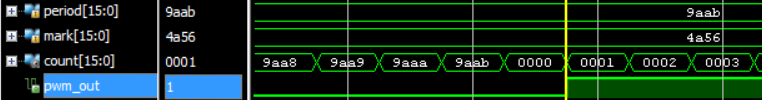 period[15:0] 9aab 9aab
mark[15:0] 4a56 4a56
count[15:0] 0001 9aa8 9aa9 9aaa 9aab 0000 0001 0002 0003
pwm_out 1